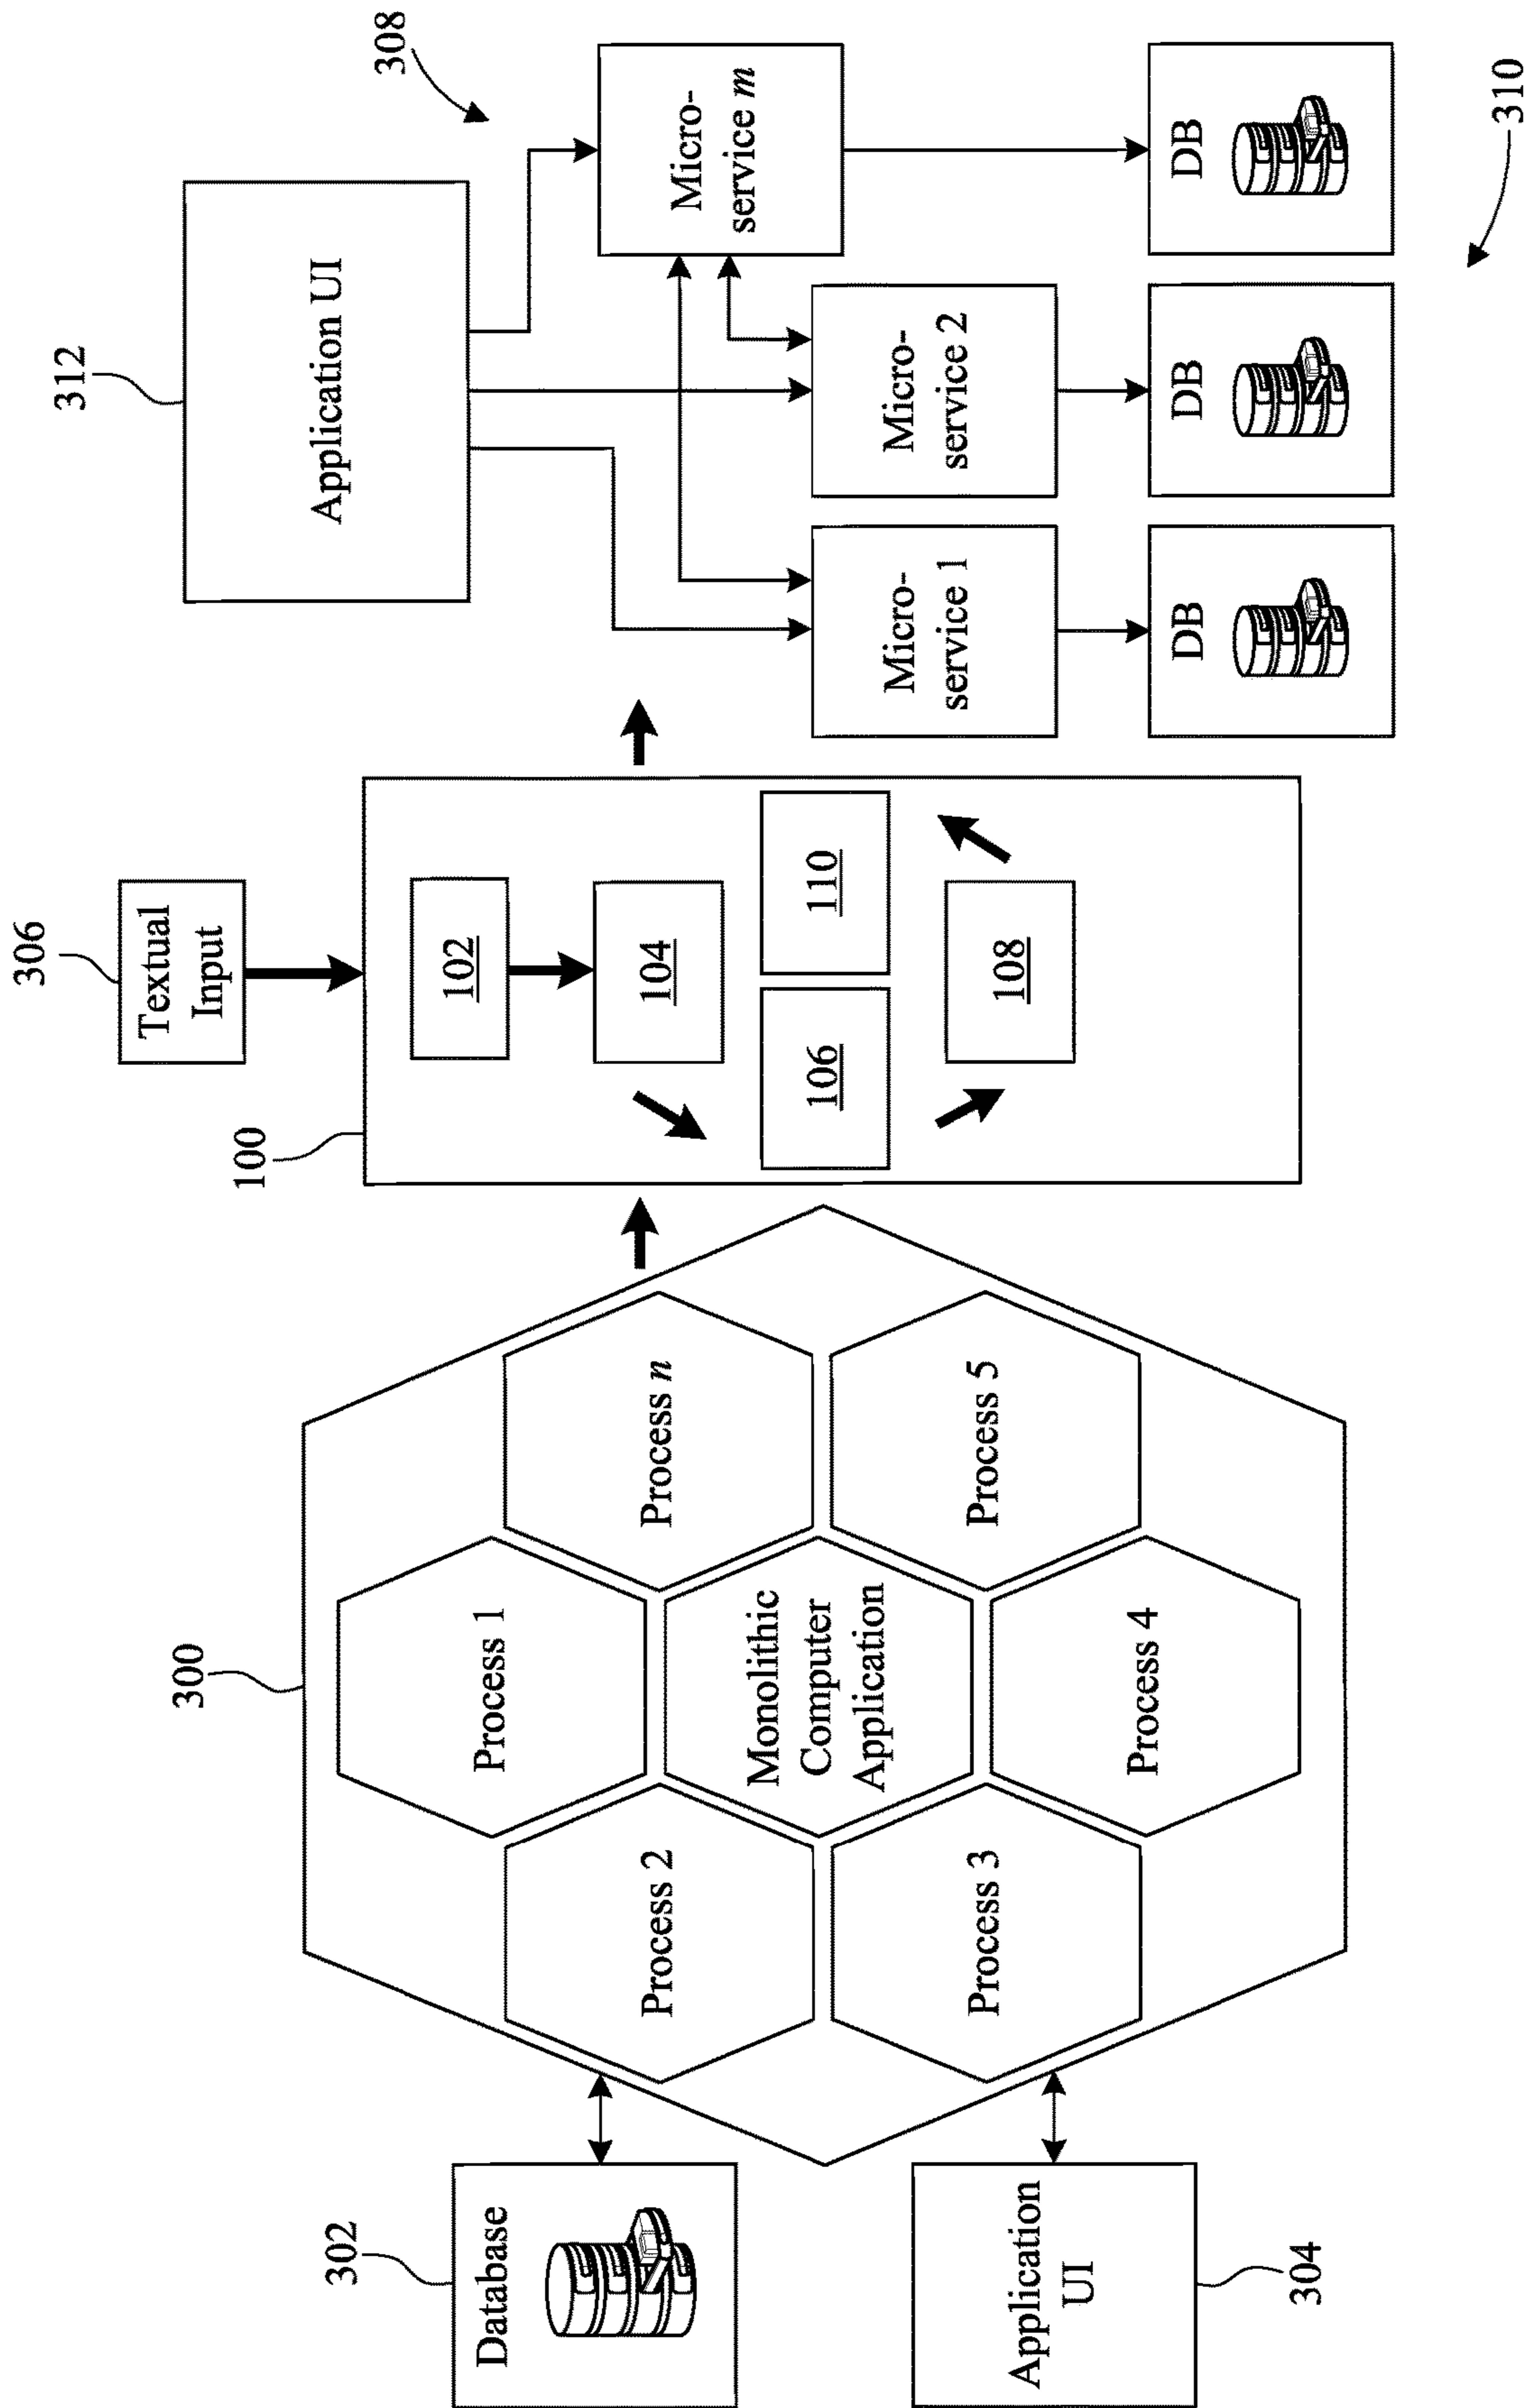 302
Database
Application
UI
304
300
Process 1
Process 2
Process n
Monolithic
Computer
Application
Process 3
Process 5
Process 4
306
Textual
Input
100
102
104
106
110
108
312
Application UI
308
Micro-
service m
Micro-
service 1
Micro-
service 2
DB
DB
DB
310